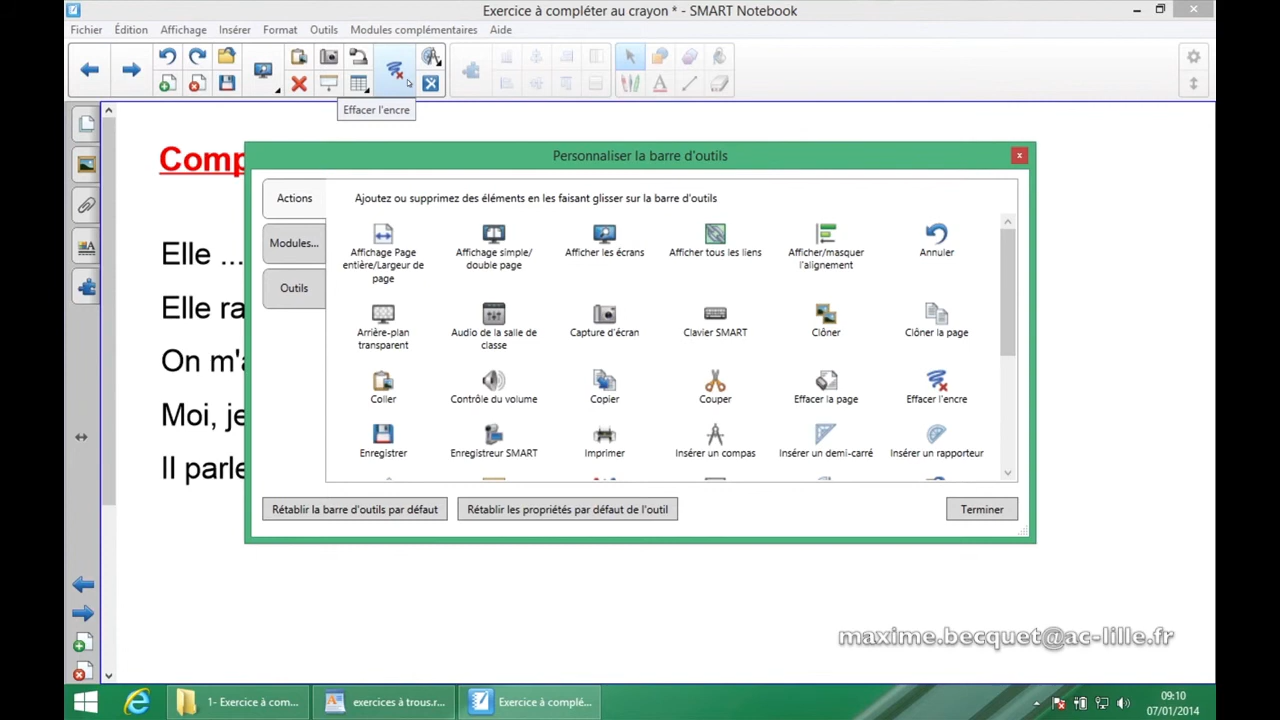 Exercice à compléter au crayon * - SMART Notebook
Fichier Édition Affichage Insérer Format Outils Modules complémentaires Aide
Effacer l'encre
Comp
Elle ...
Elle ra
On m'a
Moi, je
Il parle
Personnaliser la barre d'outils
Actions
Modules...
Outils
Ajoutez ou supprimez des éléments en les faisant glisser sur la barre d'outils
Affichage Page entière/Largeur de page
Affichage simple/ double page
Afficher les écrans
Afficher tous les liens
Afficher/masquer l'alignement
Annuler
Arrière-plan transparent
Audio de la salle de classe
Capture d'écran
Clavier SMART
Clôner
Clôner la page
Coller
Contrôle du volume
Copier
Couper
Effacer la page
Effacer l'encre
Enregistrer
Enregistreur SMART
Imprimer
Insérer un compas
Insérer un demi-carré
Insérer un rapporteur
Rétablir la barre d'outils par défaut
Rétablir les propriétés par défaut de l'outil
Terminer
maxime.becquet@ac-lille.fr
1- Exercice à com...
exercices à trous.r...
Exercice à complé...
09:10
07/01/2014